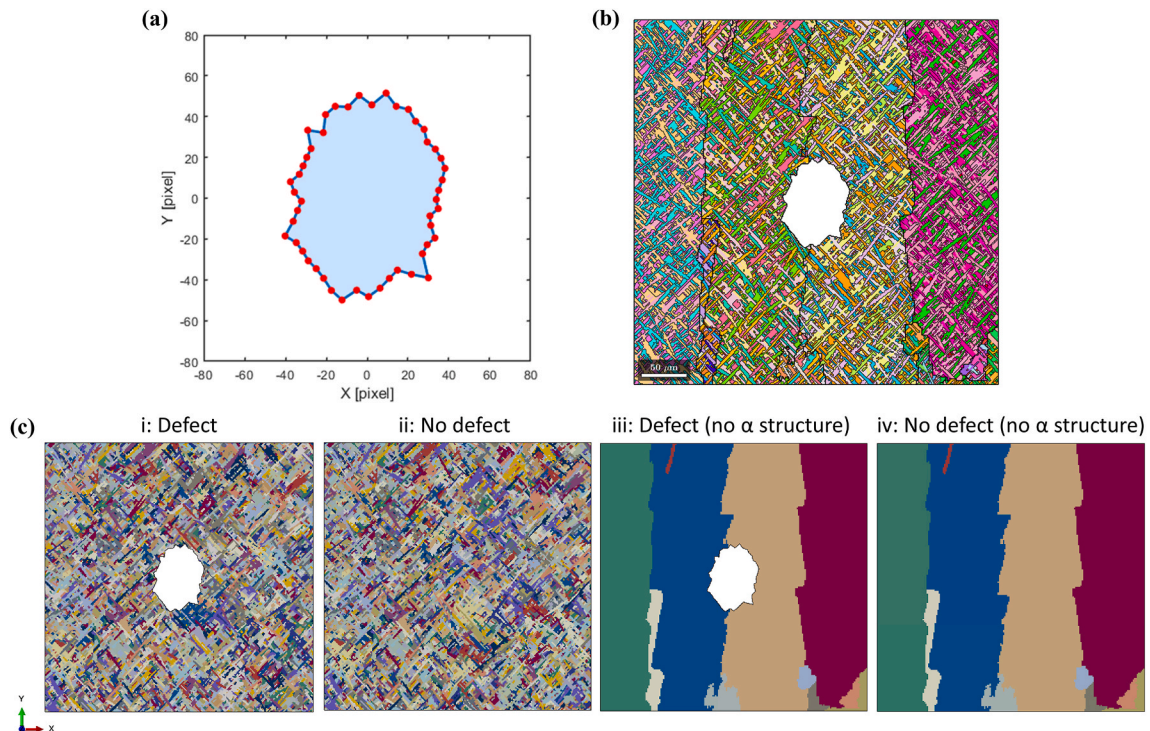 (a)
80
60
40
20
0
-20
-40
-60
-80
-80 -60 -40 -20 0 20 40 60 80
X [pixel]
Y [pixel]
(b)
50 μm
(c)
i: Defect
ii: No defect
iii: Defect (no α structure)
iv: No defect (no α structure)
Y
X